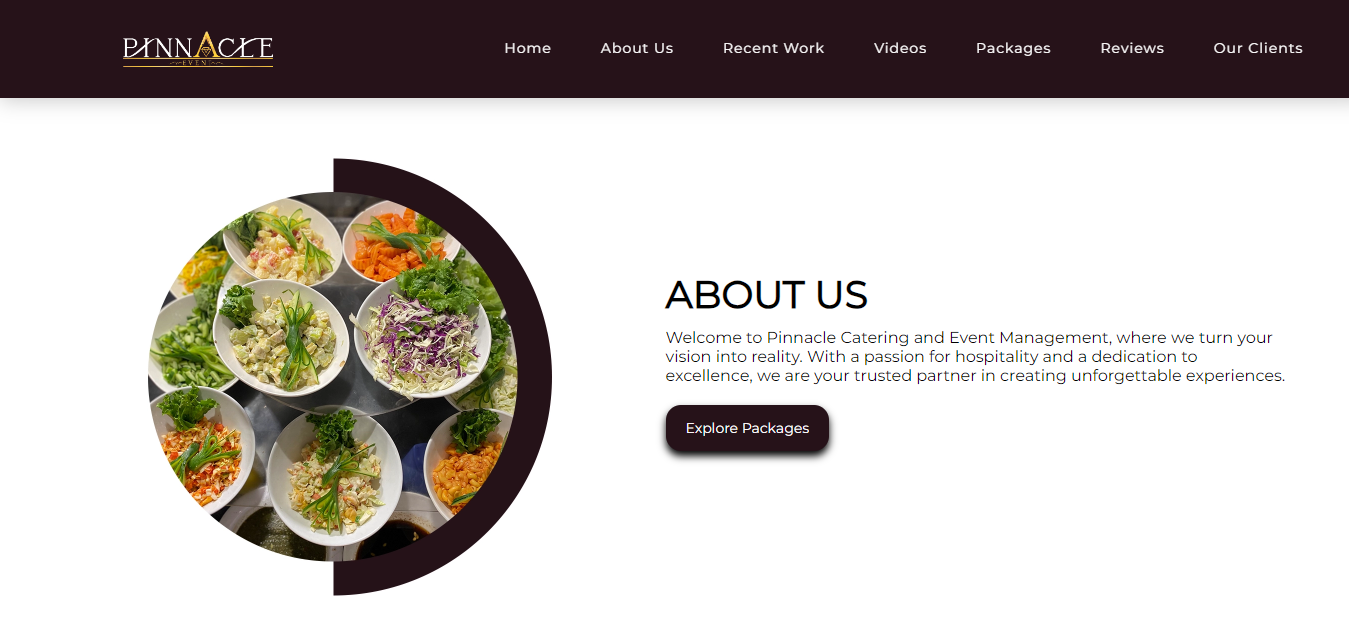 PINNACLE
EVENT
Home About Us Recent Work Videos Packages Reviews Our Clients
ABOUT US
Welcome to Pinnacle Catering and Event Management, where we turn your
vision into reality. With a passion for hospitality and a dedication to
excellence, we are your trusted partner in creating unforgettable experiences.
Explore Packages